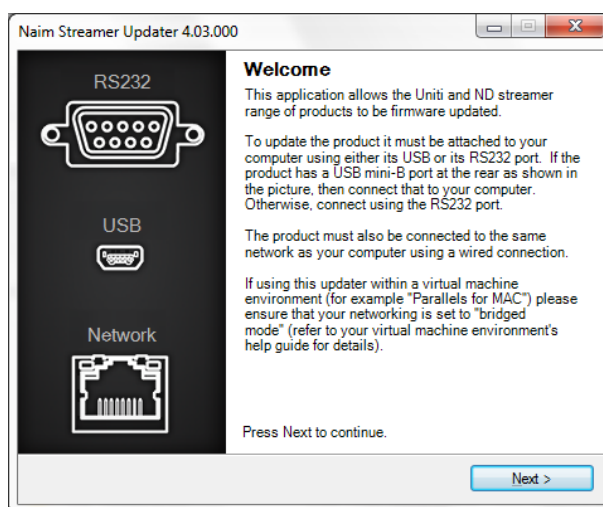 Naim Streamer Updater 4.03.000
RS232
USB
Network
Welcome
This application allows the Uniti and ND streamer
range of products to be firmware updated.
To update the product it must be attached to your
computer using either its USB or its RS232 port.  If the
product has a USB mini-B port at the rear as shown in
the picture, then connect that to your computer.
Otherwise, connect using the RS232 port.
The product must also be connected to the same
network as your computer using a wired connection.
If using this updater within a virtual machine
environment (for example "Parallels for MAC") please
ensure that your networking is set to "bridged
mode" (refer to your virtual machine environment's
help guide for details).
Press Next to continue.
Next >